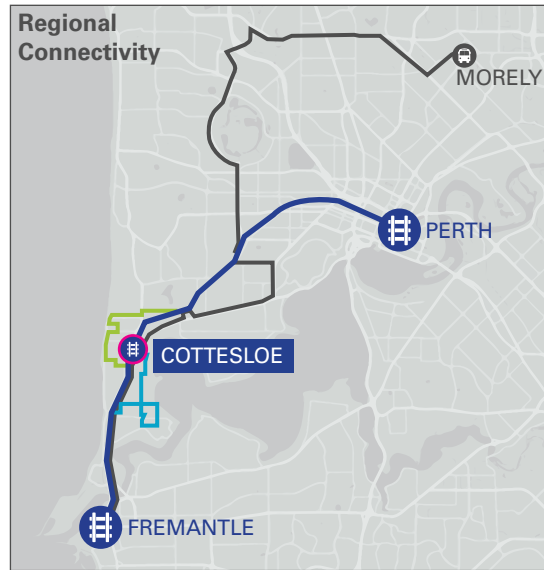 Regional
Connectivity
MORELY
PERTH
COTTESLOE
FREMANTLE